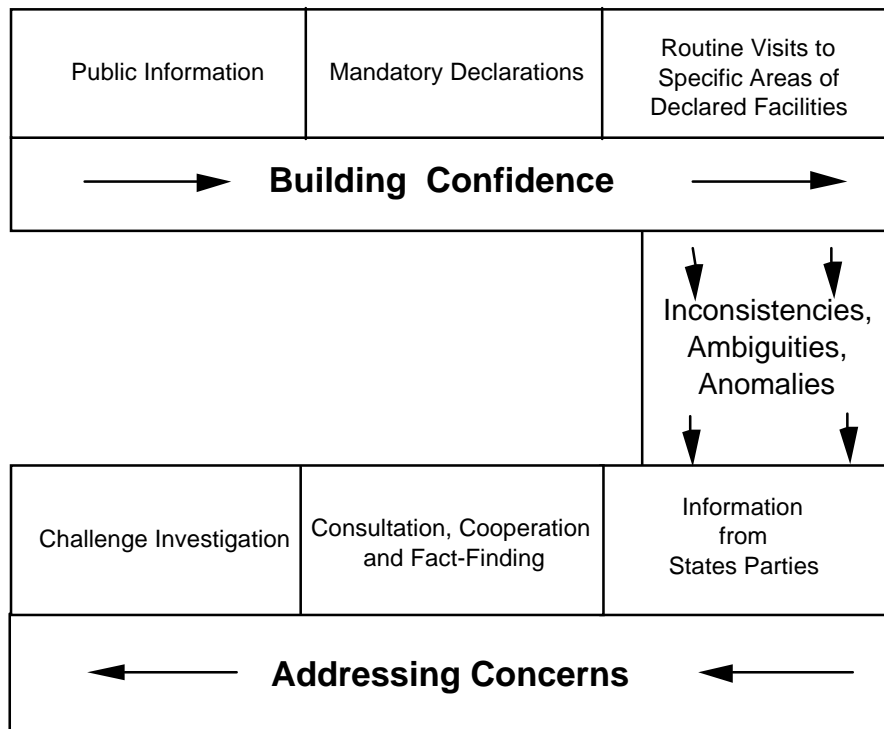 Public Information
Mandatory Declarations
Routine Visits to
Specific Areas of
Declared Facilities
Building Confidence
Inconsistencies,
Ambiguities,
Anomalies
Challenge Investigation
Consultation, Cooperation
and Fact-Finding
Information
from
States Parties
Addressing Concerns